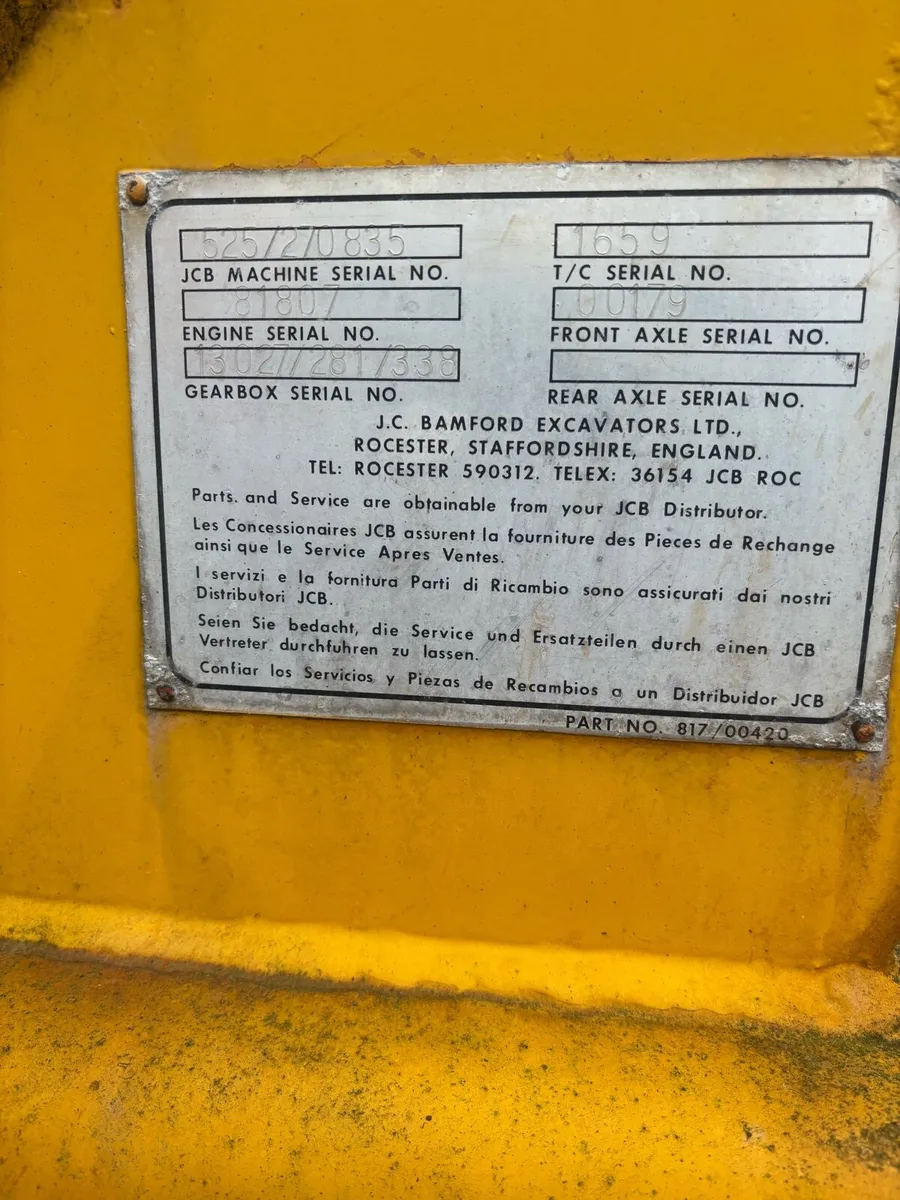 525/270835
JCB MACHINE SERIAL NO.
81807
ENGINE SERIAL NO.
13027/281/338
GEARBOX SERIAL NO.
1659
T/C SERIAL NO.
00179
FRONT AXLE SERIAL NO.
REAR AXLE SERIAL NO.
J.C. BAMFORD EXCAVATORS LTD.,
ROCESTER, STAFFORDSHIRE, ENGLAND.
TEL: ROCESTER 590312. TELEX: 36154 JCB ROC
Parts. and Service are obtainable from your JCB Distributor.
Les Concessionaires JCB assurent la fourniture des Pieces de Rechange
ainsi que le Service Apres Ventes.
I servizi e la fornitura Parti di Ricambio sono assicurati dai nostri
Distributori JCB.
Seien Sie bedacht, die Service und Ersatzteilen durch einen JCB
Vertreter durchfuhren zu lassen.
Confiar los Servicios y Piezas de Recambios a un Distribuidor JCB
PART NO. 817/00420